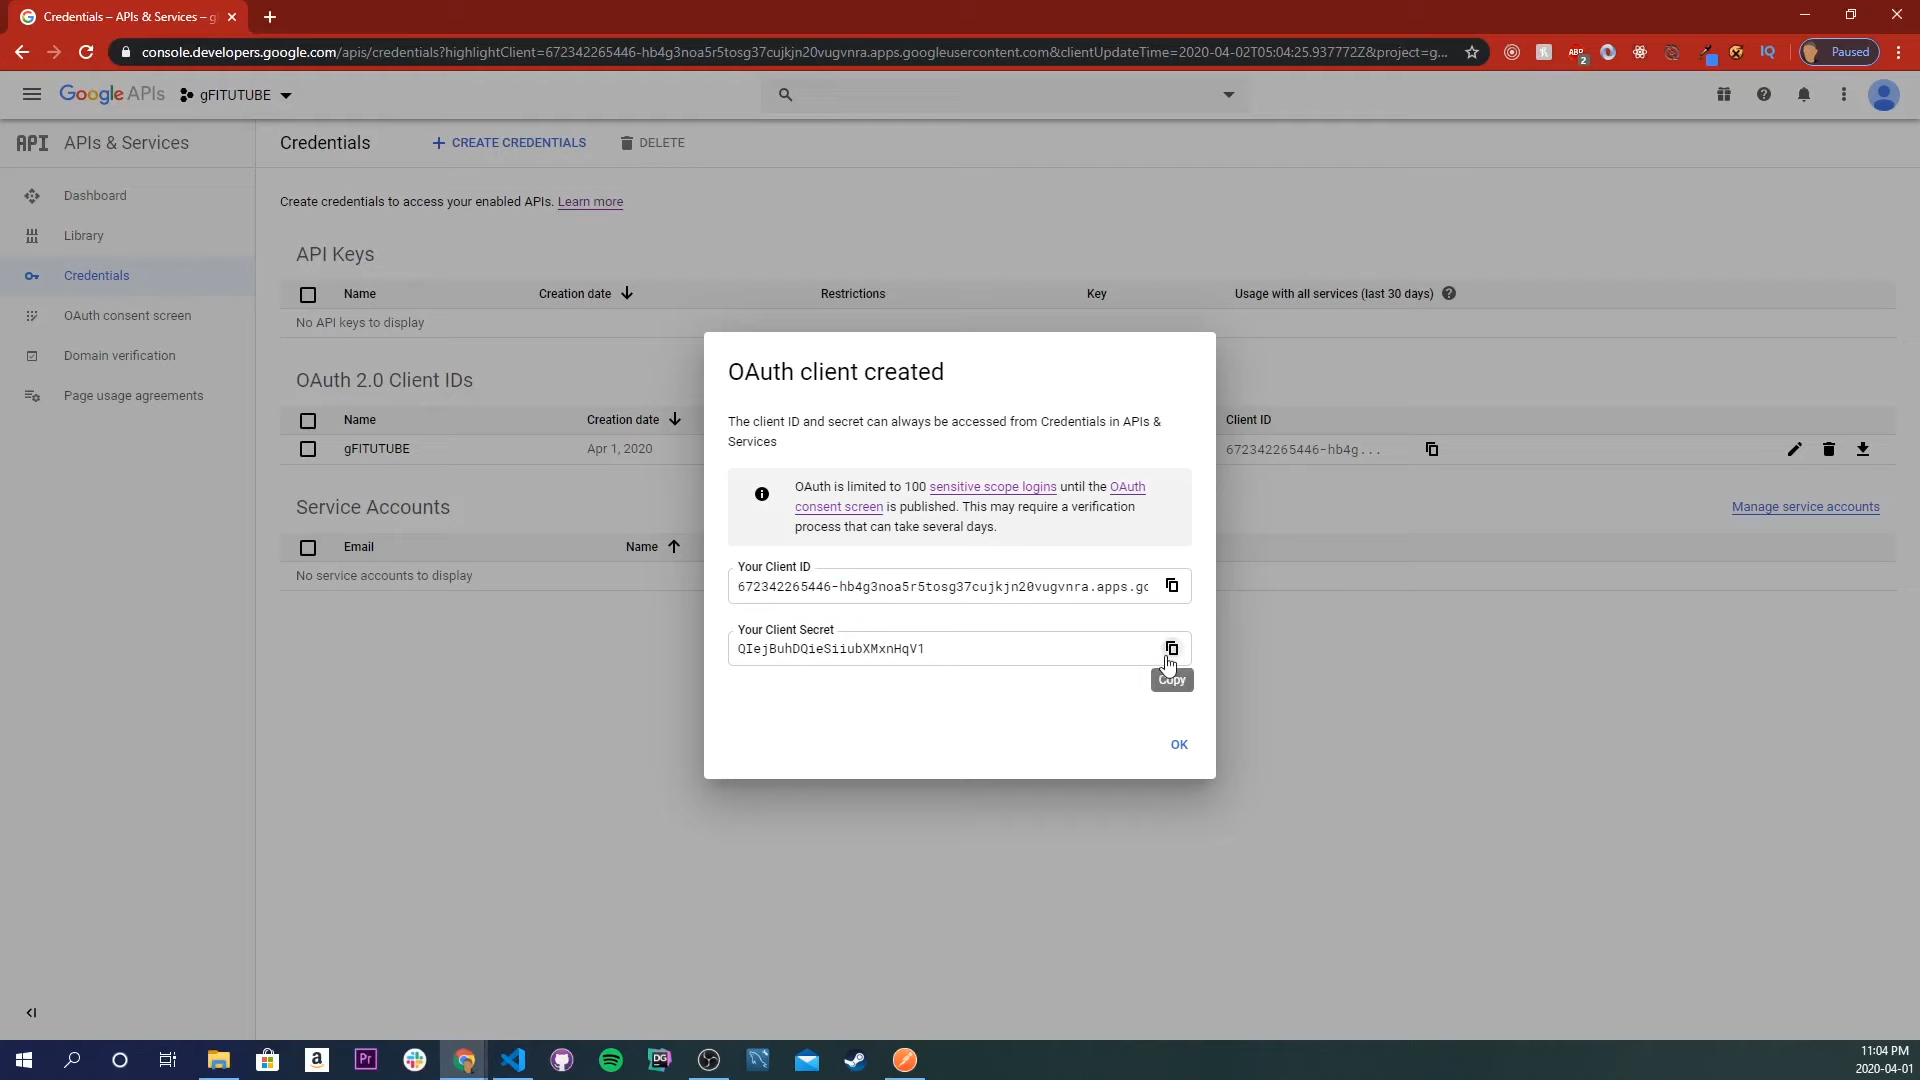 Credentials – APIs & Services – g
console.developers.google.com/apis/credentials?highlightClient=672342265446-hb4g3noa5r5tosg37cujkjn20vugvnra.apps.googleusercontent.com&clientUpdateTime=2020-04-02T05:04:25.937772Z&project=g...
ABP
2
IQ
Paused
Google APIs
gFITUTUBE
API APIs & Services
Credentials
+ CREATE CREDENTIALS
DELETE
Dashboard
Library
Credentials
OAuth consent screen
Domain verification
Page usage agreements
Create credentials to access your enabled APIs. Learn more
API Keys
Name Creation date Restrictions Key Usage with all services (last 30 days)
No API keys to display
OAuth 2.0 Client IDs
Name Creation date Client ID
gFITUTUBE Apr 1, 2020 672342265446-hb4g...
Service Accounts
Manage service accounts
Email Name
No service accounts to display
OAuth client created
The client ID and secret can always be accessed from Credentials in APIs &
Services
OAuth is limited to 100 sensitive scope logins until the OAuth
consent screen is published. This may require a verification
process that can take several days.
Your Client ID
672342265446-hb4g3noa5r5tosg37cujkjn20vugvnra.apps.gc
Your Client Secret
QIejBuhDQieSiiubXMxnHqV1
Copy
OK
a
Pr
DG
11:04 PM
2020-04-01